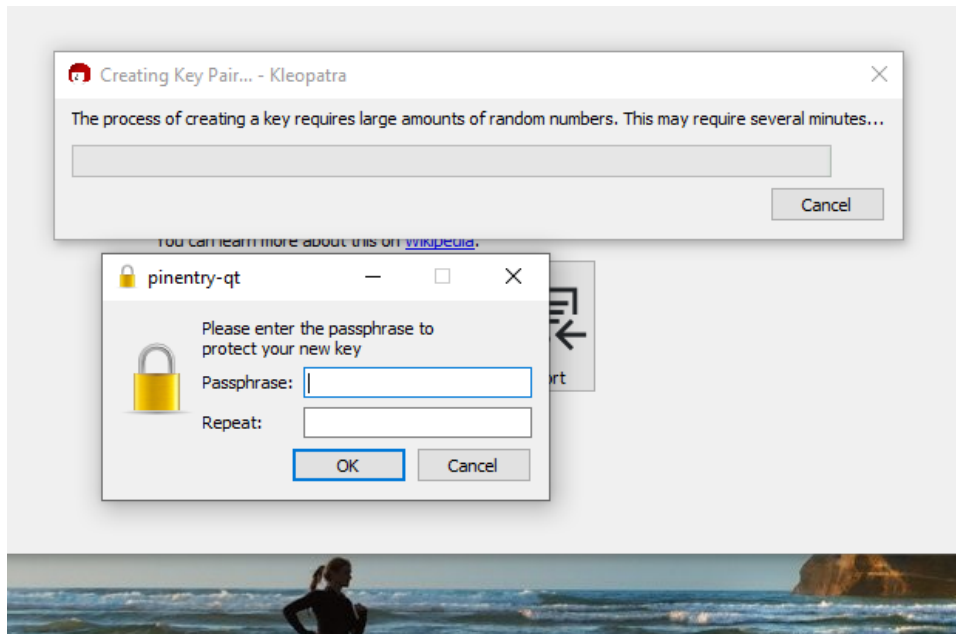 Creating Key Pair... - Kleopatra
The process of creating a key requires large amounts of random numbers. This may require several minutes...
Cancel
You can learn more about this on Wikipedia.
pinentry-qt
Please enter the passphrase to
protect your new key
Passphrase:
Repeat:
OK
Cancel